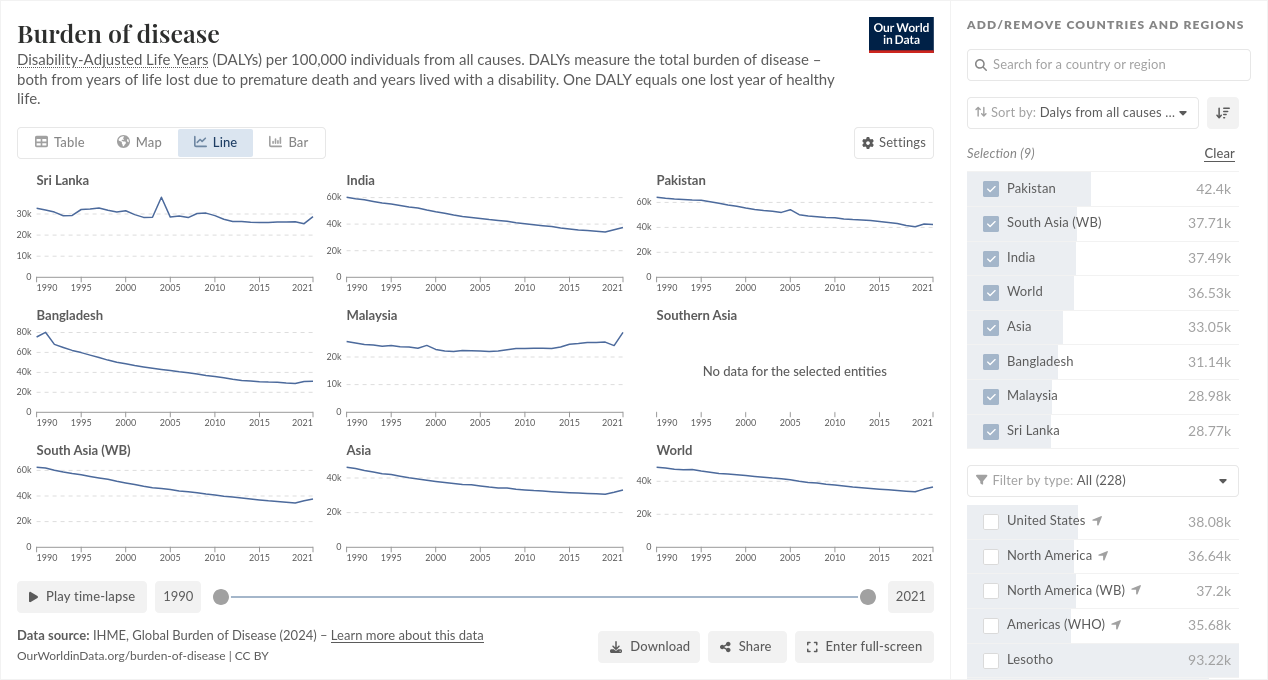 Burden of disease
Disability-Adjusted Life Years (DALYs) per 100,000 individuals from all causes. DALYs measure the total burden of disease –
both from years of life lost due to premature death and years lived with a disability. One DALY equals one lost year of healthy
life.
Our World
in Data
Table
Map
Line
Bar
Settings
Sri Lanka
30k
20k
10k
0
1990 1995 2000 2005 2010 2015 2021
India
60k
40k
20k
0
1990 1995 2000 2005 2010 2015 2021
Pakistan
60k
40k
20k
0
1990 1995 2000 2005 2010 2015 2021
Bangladesh
80k
60k
40k
20k
0
1990 1995 2000 2005 2010 2015 2021
Malaysia
20k
10k
0
1990 1995 2000 2005 2010 2015 2021
Southern Asia
No data for the selected entities
1990 1995 2000 2005 2010 2015 2021
South Asia (WB)
60k
40k
20k
0
1990 1995 2000 2005 2010 2015 2021
Asia
40k
20k
0
1990 1995 2000 2005 2010 2015 2021
World
40k
20k
0
1990 1995 2000 2005 2010 2015 2021
Play time-lapse
1990
2021
Data source: IHME, Global Burden of Disease (2024) – Learn more about this data
OurWorldinData.org/burden-of-disease | CC BY
Download
Share
Enter full-screen
ADD/REMOVE COUNTRIES AND REGIONS
Search for a country or region
Sort by: Dalys from all causes ...
Selection (9)
Clear
Pakistan 42.4k
South Asia (WB) 37.71k
India 37.49k
World 36.53k
Asia 33.05k
Bangladesh 31.14k
Malaysia 28.98k
Sri Lanka 28.77k
Filter by type: All (228)
United States 38.08k
North America 36.64k
North America (WB) 37.2k
Americas (WHO) 35.68k
Lesotho 93.22k